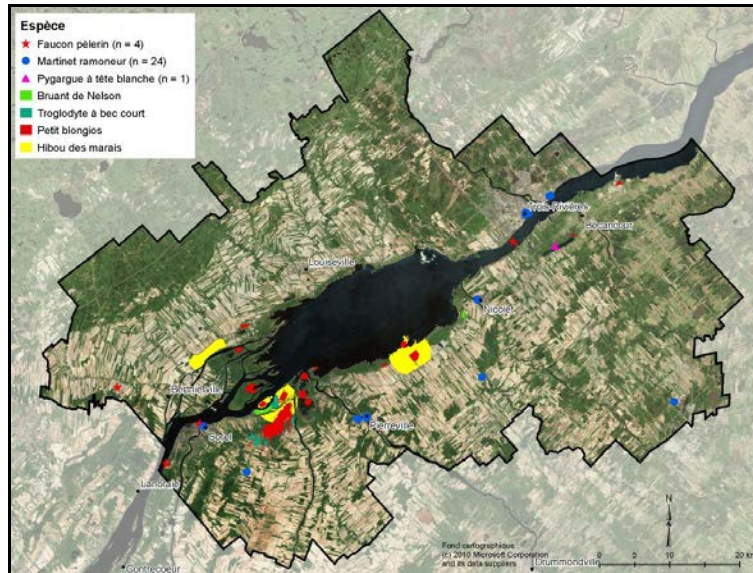 Espèce
Faucon pèlerin (n = 4)
Martinet ramoneur (n = 24)
Pygargue à tête blanche (n = 1)
Bruant de Nelson
Troglodyte à bec court
Petit blongios
Hibou des marais
Trois-Rivières
Bécancour
Louiseville
Nicolet
Berthierville
Pierreville
Sorel
Lanoraie
Contrecoeur
Drummondville
N
Fond cartographique
(c) 2010 Microsoft Corporation
and its data suppliers
0 5 10 20 km